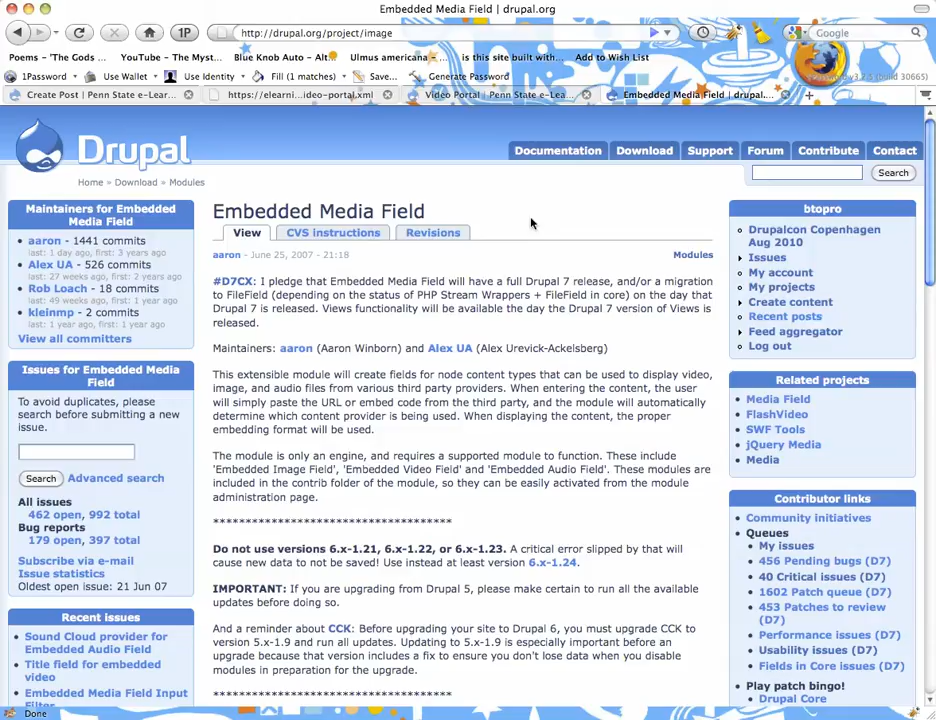 Embedded Media Field | drupal.org
1P
http://drupal.org/project/image
Google
Poems - 'The Gods ...
YouTube - The Myst...
Blue Knob Auto - Alt...
Ulmus americana - ...
is this site built with...
Add to Wish List
1Password
Use Wallet
Use Identity
Fill (1 matches)
Save...
Generate Password
Create Post | Penn State e-Lear...
https://elearni...ideo-portal.xml
Video Portal | Penn State e-Lea...
Embedded Media Field | drupal....
Drupal
Documentation
Download
Support
Forum
Contribute
Contact
Search
Home » Download » Modules
Maintainers for Embedded
Media Field
aaron - 1441 commits
last: 1 day ago, first: 3 years ago
Alex UA - 526 commits
last: 27 weeks ago, first: 2 years ago
Rob Loach - 18 commits
last: 49 weeks ago, first: 1 year ago
kleinmp - 2 commits
last: 1 year ago, first: 1 year ago
View all committers
Issues for Embedded Media
Field
To avoid duplicates, please
search before submitting a new
issue.
Search
Advanced search
All issues
462 open, 992 total
Bug reports
179 open, 397 total
Subscribe via e-mail
Issue statistics
Oldest open issue: 21 Jun 07
Recent issues
Sound Cloud provider for
Embedded Audio Field
Title field for embedded
video
Embedded Media Field Input
Filter
Embedded Media Field
View
CVS instructions
Revisions
aaron - June 25, 2007 - 21:18
Modules
#D7CX: I pledge that Embedded Media Field will have a full Drupal 7 release, and/or a migration
to FileField (depending on the status of PHP Stream Wrappers + FileField in core) on the day that
Drupal 7 is released. Views functionality will be available the day the Drupal 7 version of Views is
released.
Maintainers: aaron (Aaron Winborn) and Alex UA (Alex Urevick-Ackelsberg)
This extensible module will create fields for node content types that can be used to display video,
image, and audio files from various third party providers. When entering the content, the user
will simply paste the URL or embed code from the third party, and the module will automatically
determine which content provider is being used. When displaying the content, the proper
embedding format will be used.
The module is only an engine, and requires a supported module to function. These include
'Embedded Image Field', 'Embedded Video Field' and 'Embedded Audio Field'. These modules are
included in the contrib folder of the module, so they can be easily activated from the module
administration page.
************************************
Do not use versions 6.x-1.21, 6.x-1.22, or 6.x-1.23. A critical error slipped by that will
cause new data to not be saved! Use instead at least version 6.x-1.24.
IMPORTANT: If you are upgrading from Drupal 5, please make certain to run all the available
updates before doing so.
And a reminder about CCK: Before upgrading your site to Drupal 6, you must upgrade CCK to
version 5.x-1.9 and run all updates. Updating to 5.x-1.9 is especially important before an
upgrade because that version includes a fix to ensure you don't lose data when you disable
modules in preparation for the upgrade.
************************************
btopro
Drupalcon Copenhagen
Aug 2010
Issues
My account
My projects
Create content
Recent posts
Feed aggregator
Log out
Related projects
Media Field
FlashVideo
SWF Tools
jQuery Media
Media
Contributor links
Community initiatives
Queues
My issues
456 Pending bugs (D7)
40 Critical issues (D7)
1602 Patch queue (D7)
453 Patches to review
(D7)
Performance issues (D7)
Usability issues (D7)
Fields in Core issues (D7)
Play patch bingo!
Drupal Core
Done